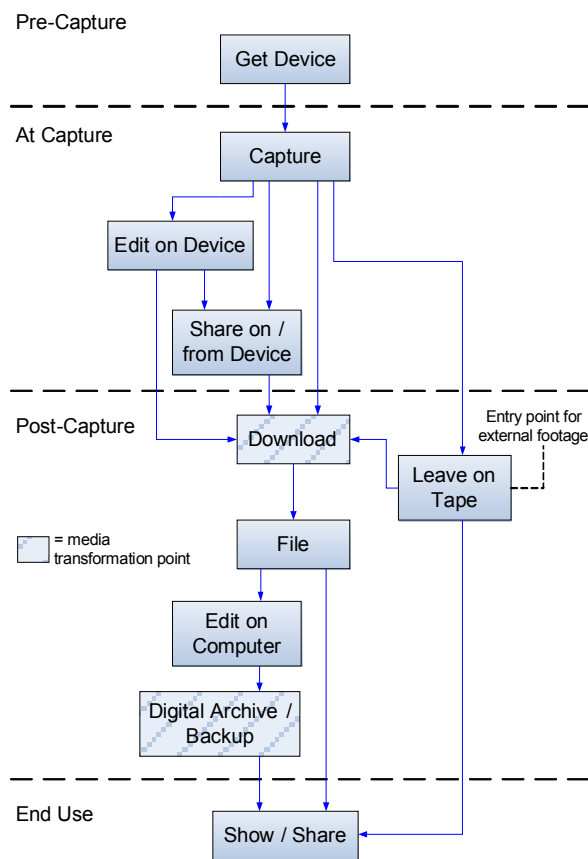 Pre-Capture
Get Device
At Capture
Capture
Edit on Device
Share on /
from Device
Post-Capture
Download
Entry point for
external footage
Leave on
Tape
= media
transformation point
File
Edit on
Computer
Digital Archive /
Backup
End Use
Show / Share